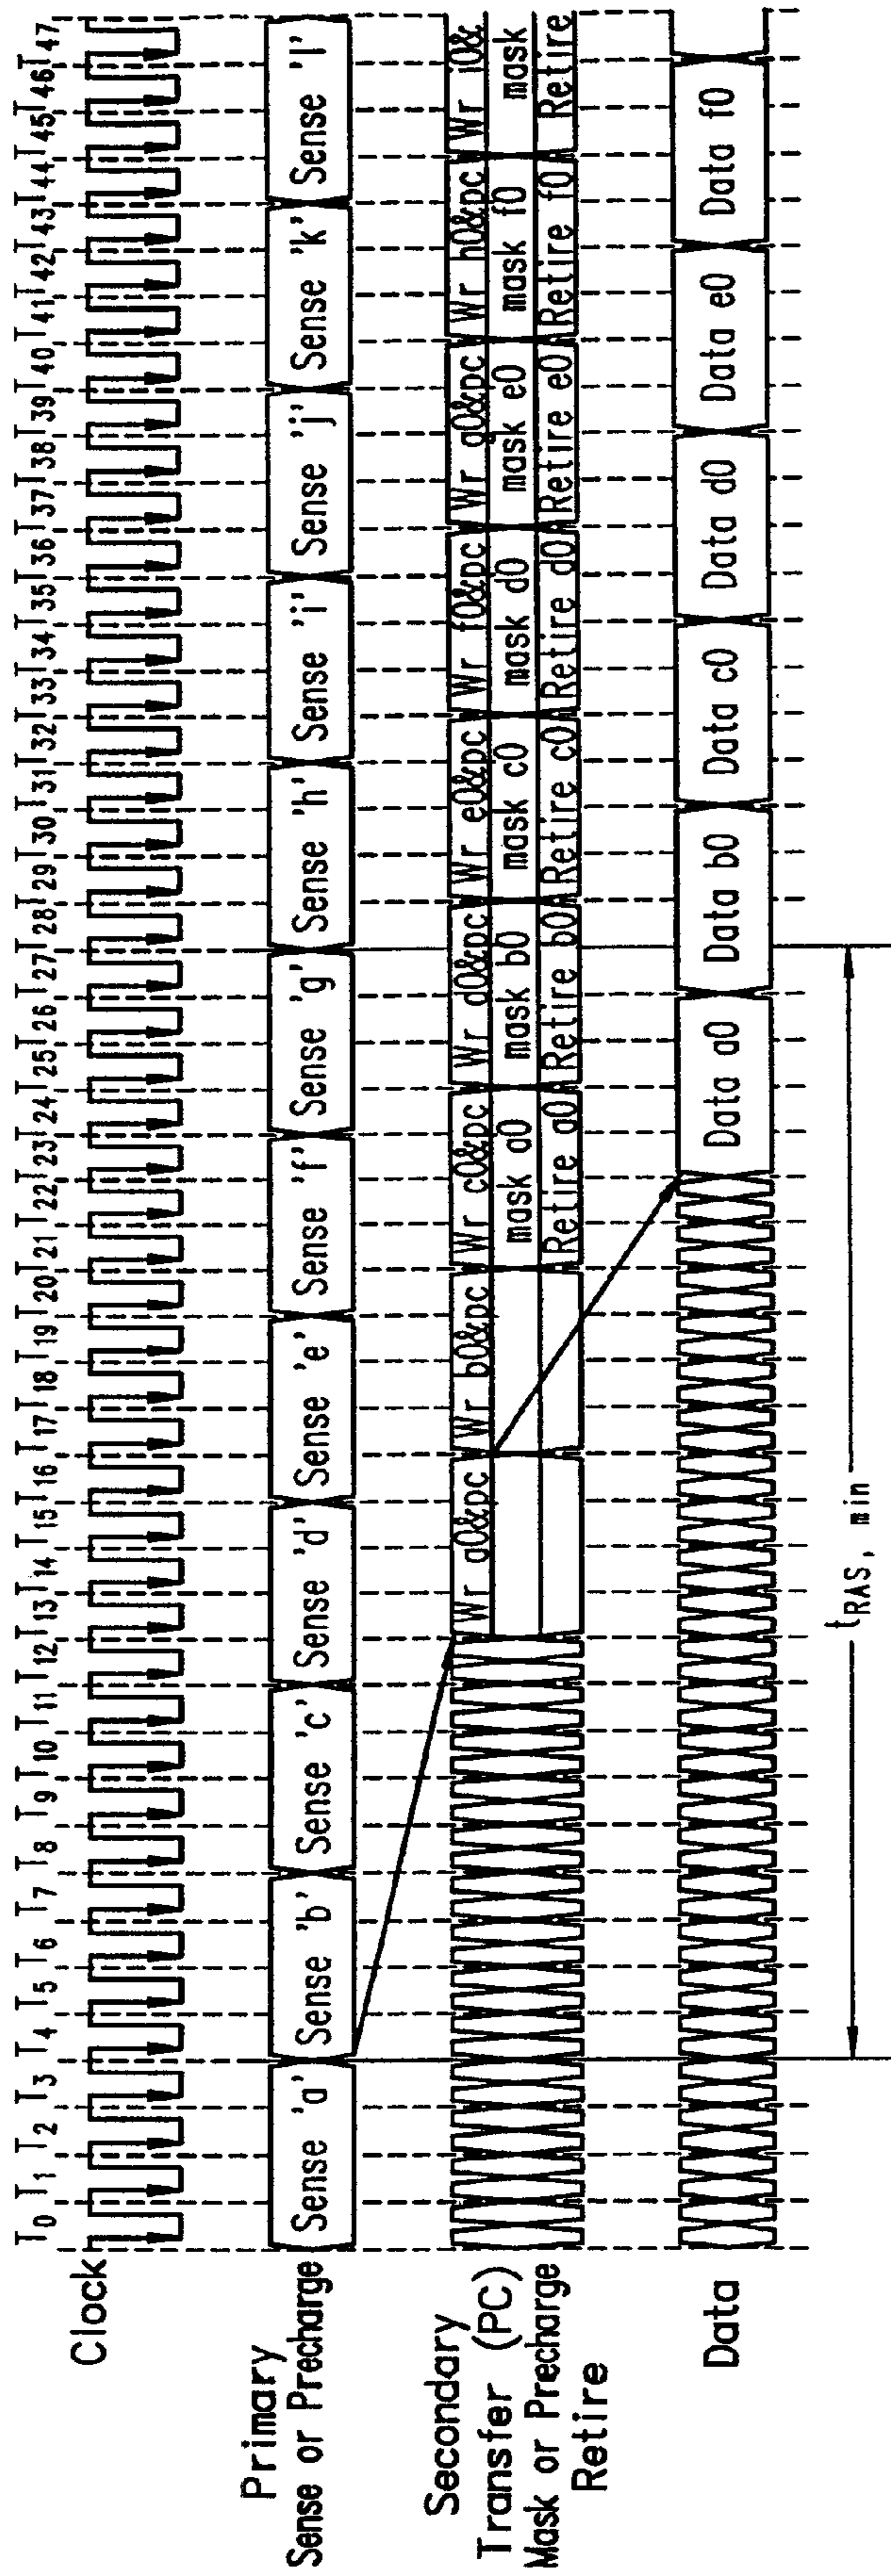 T0 T1 T2 T3 T4 T5 T6 T7 T8 T9 T10 T11 T12 T13 T14 T15 T16 T17 T18 T19 T20 T21 T22 T23 T24 T25 T26 T27 T28 T29 T30 T31 T32 T33 T34 T35 T36 T37 T38 T39 T40 T41 T42 T43 T44 T45 T46 T47
Clock
Primary
Sense or Precharge
Sense 'a' Sense 'b' Sense 'c' Sense 'd' Sense 'e' Sense 'f' Sense 'g' Sense 'h' Sense 'i' Sense 'j' Sense 'k' Sense 'l'
Secondary
Transfer (PC)
Wr a0&pc Wr b0&pc Wr c0&pc Wr d0&pc Wr e0&pc Wr f0&pc Wr g0&pc Wr h0&pc Wr i0&
Mask or Precharge
mask a0 mask b0 mask c0 mask d0 mask e0 mask f0 mask
Retire
Retire a0 Retire b0 Retire c0 Retire d0 Retire e0 Retire f0 Retire
Data
Data a0 Data b0 Data c0 Data d0 Data e0 Data f0
tRAS, min